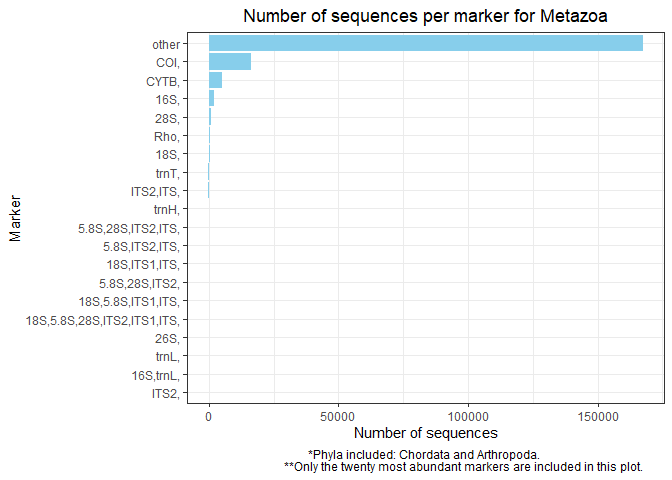 Number of sequences per marker for Metazoa
Marker
other
COI,
CYTB,
16S,
28S,
Rho,
18S,
trnT,
ITS2,ITS,
trnH,
5.8S,28S,ITS2,ITS,
5.8S,ITS2,ITS,
18S,ITS1,ITS,
5.8S,28S,ITS2,
18S,5.8S,ITS1,ITS,
18S,5.8S,28S,ITS2,ITS1,ITS,
26S,
trnL,
16S,trnL,
ITS2,
0 50000 100000 150000
Number of sequences
*Phyla included: Chordata and Arthropoda.
**Only the twenty most abundant markers are included in this plot.